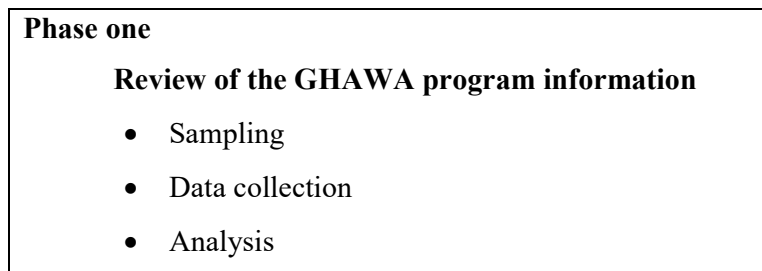 Phase one
Review of the GHAWA program information
• Sampling
• Data collection
• Analysis